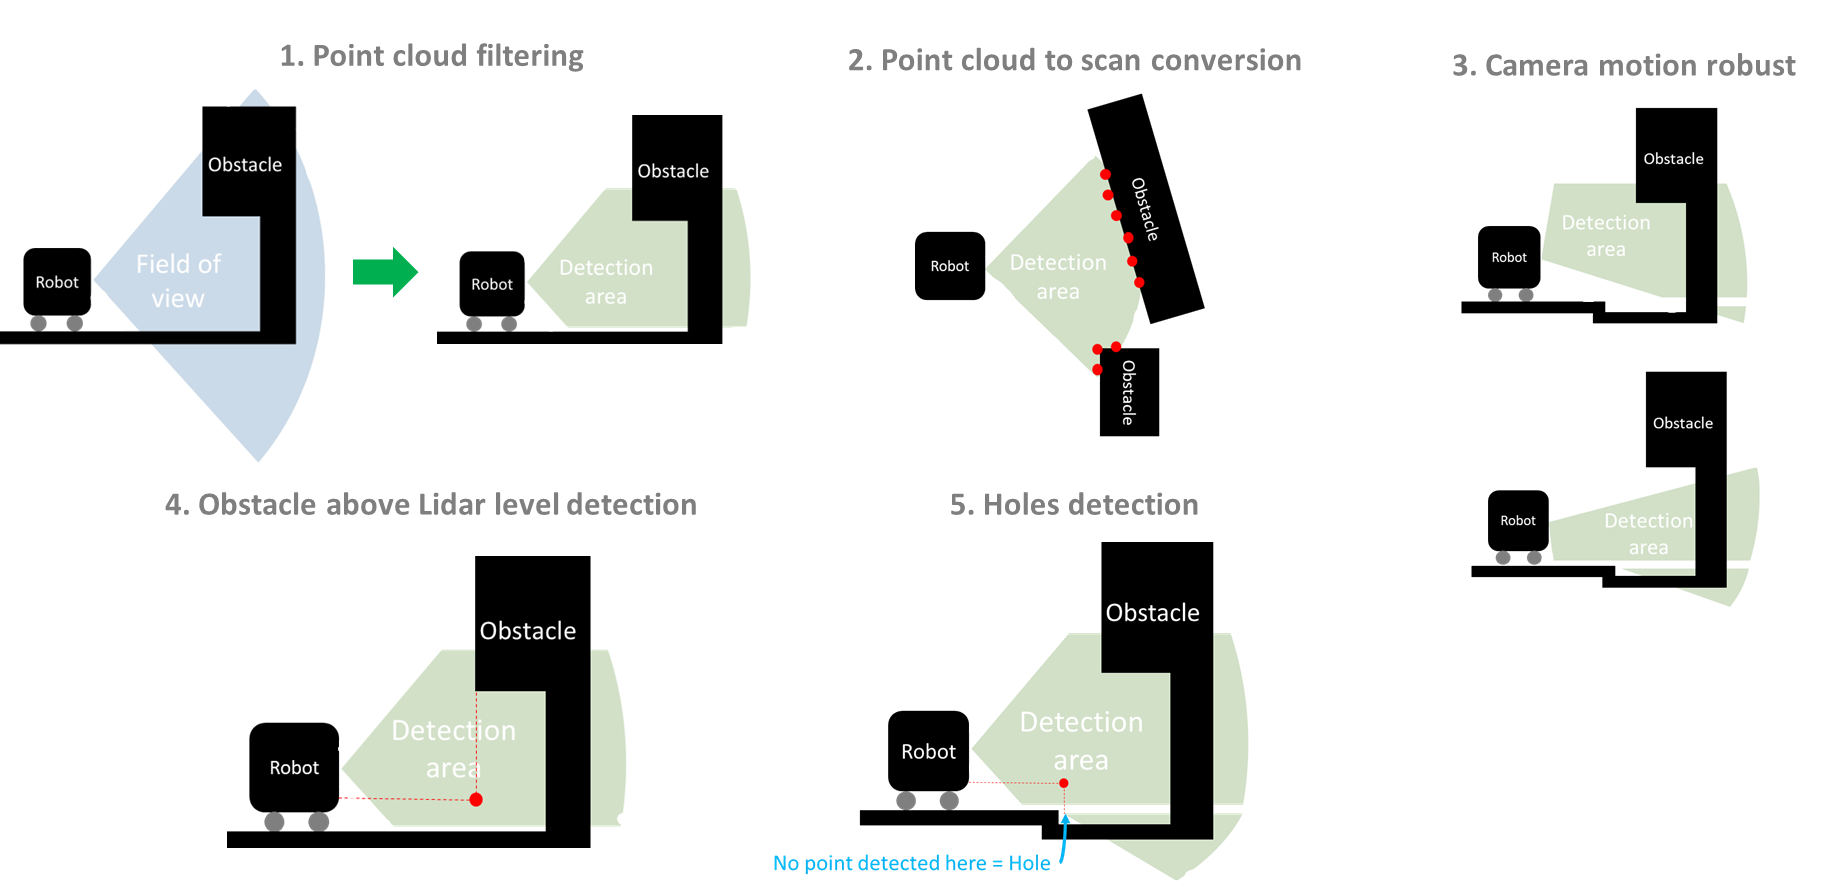 1. Point cloud filtering
Obstacle
Robot
Field of
view
Obstacle
Robot
Detection
area
2. Point cloud to scan conversion
Robot
Detection
area
Obstacle
Obstacle
3. Camera motion robust
Obstacle
Robot
Detection
area
Obstacle
Robot
Detection
area
4. Obstacle above Lidar level detection
Obstacle
Robot
Detection
area
5. Holes detection
Obstacle
Robot
Detection
area
No point detected here = Hole